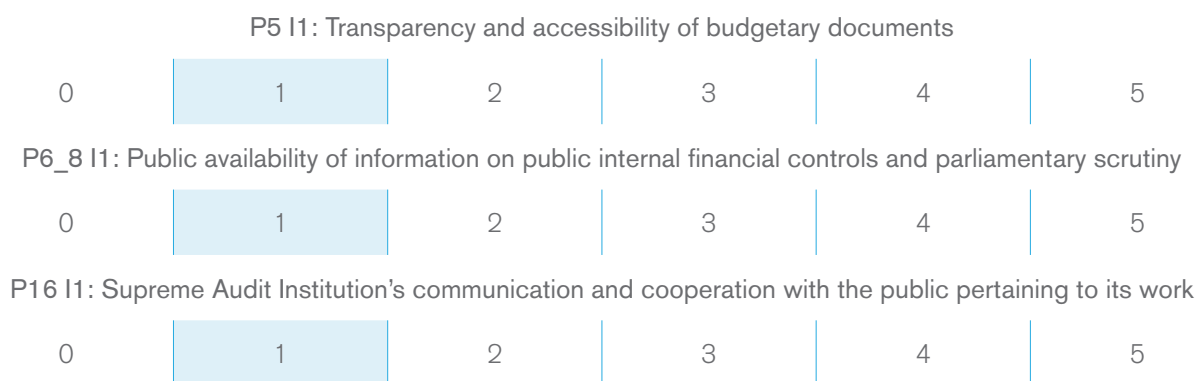 P5 I1: Transparency and accessibility of budgetary documents
0 1 2 3 4 5
P6_8 I1: Public availability of information on public internal financial controls and parliamentary scrutiny
0 1 2 3 4 5
P16 I1: Supreme Audit Institution's communication and cooperation with the public pertaining to its work
0 1 2 3 4 5